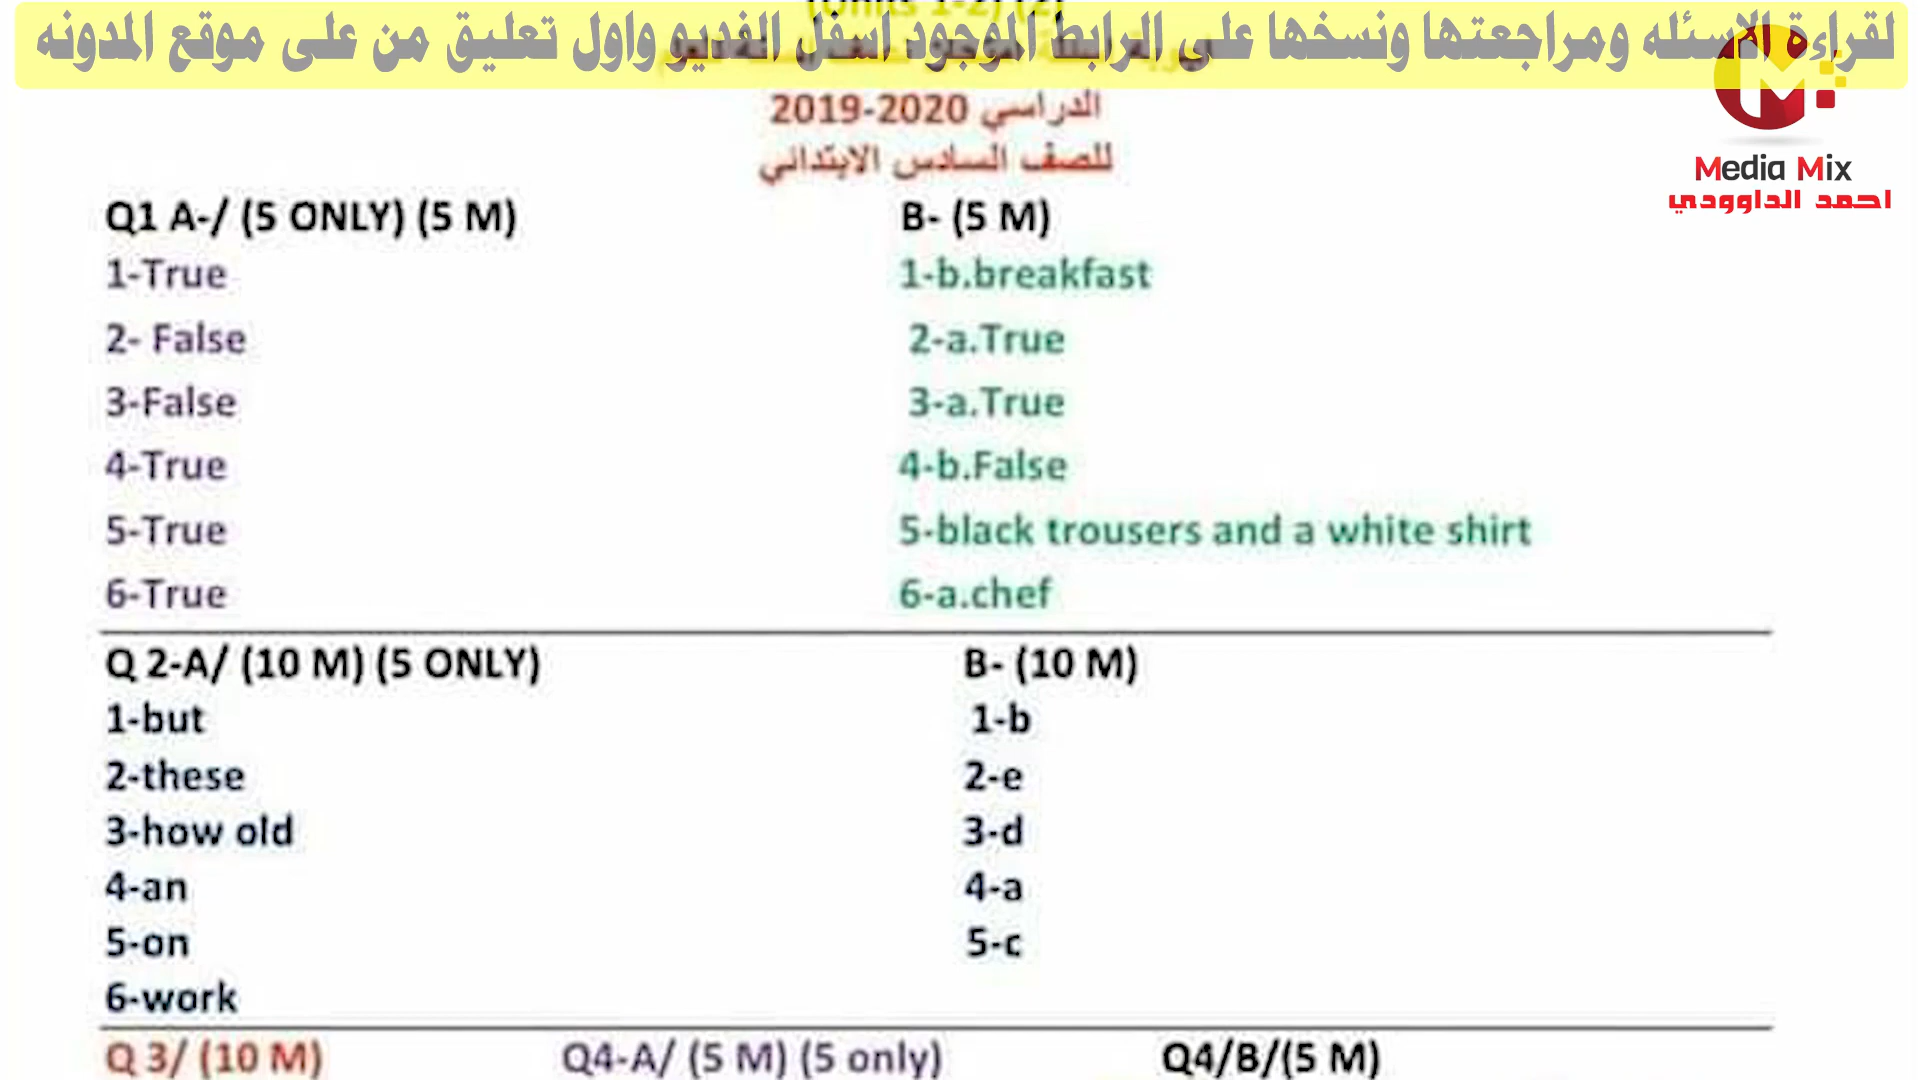 (Units 1-2) (2)
لقراءة الاسئله ومراجعتها ونسخها على الرابط الموجود اسفل الفديو واول تعليق من على موقع المدونه
الدراسي 2019-2020
للصف السادس الابتدائي
Media Mix
احمد الداوودي
Q1 A-/ (5 ONLY) (5 M)
1-True
2- False
3-False
4-True
5-True
6-True
B- (5 M)
1-b.breakfast
2-a.True
3-a.True
4-b.False
5-black trousers and a white shirt
6-a.chef
Q 2-A/ (10 M) (5 ONLY)
1-but
2-these
3-how old
4-an
5-on
6-work
B- (10 M)
1-b
2-e
3-d
4-a
5-c
Q 3/ (10 M)
Q4-A/ (5 M) (5 only)
Q4/B/(5 M)